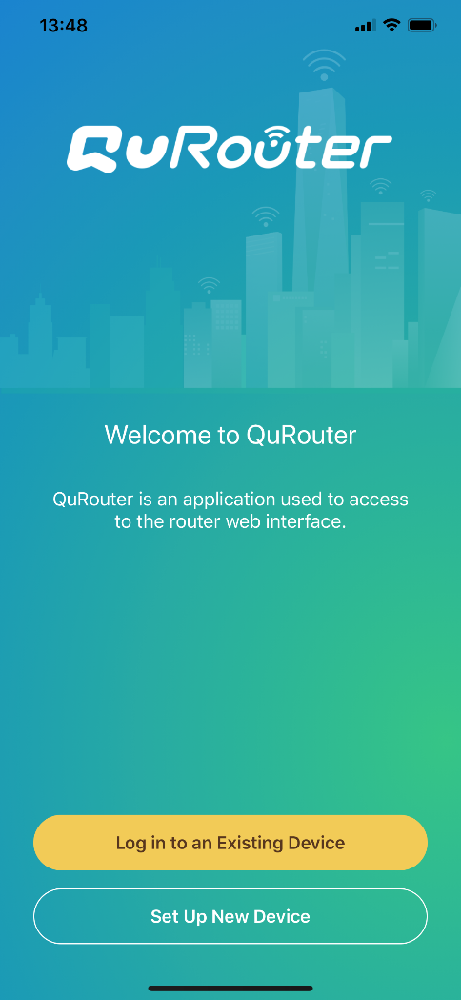 13:48
QuRouter
Welcome to QuRouter
QuRouter is an application used to access
to the router web interface.
Log in to an Existing Device
Set Up New Device